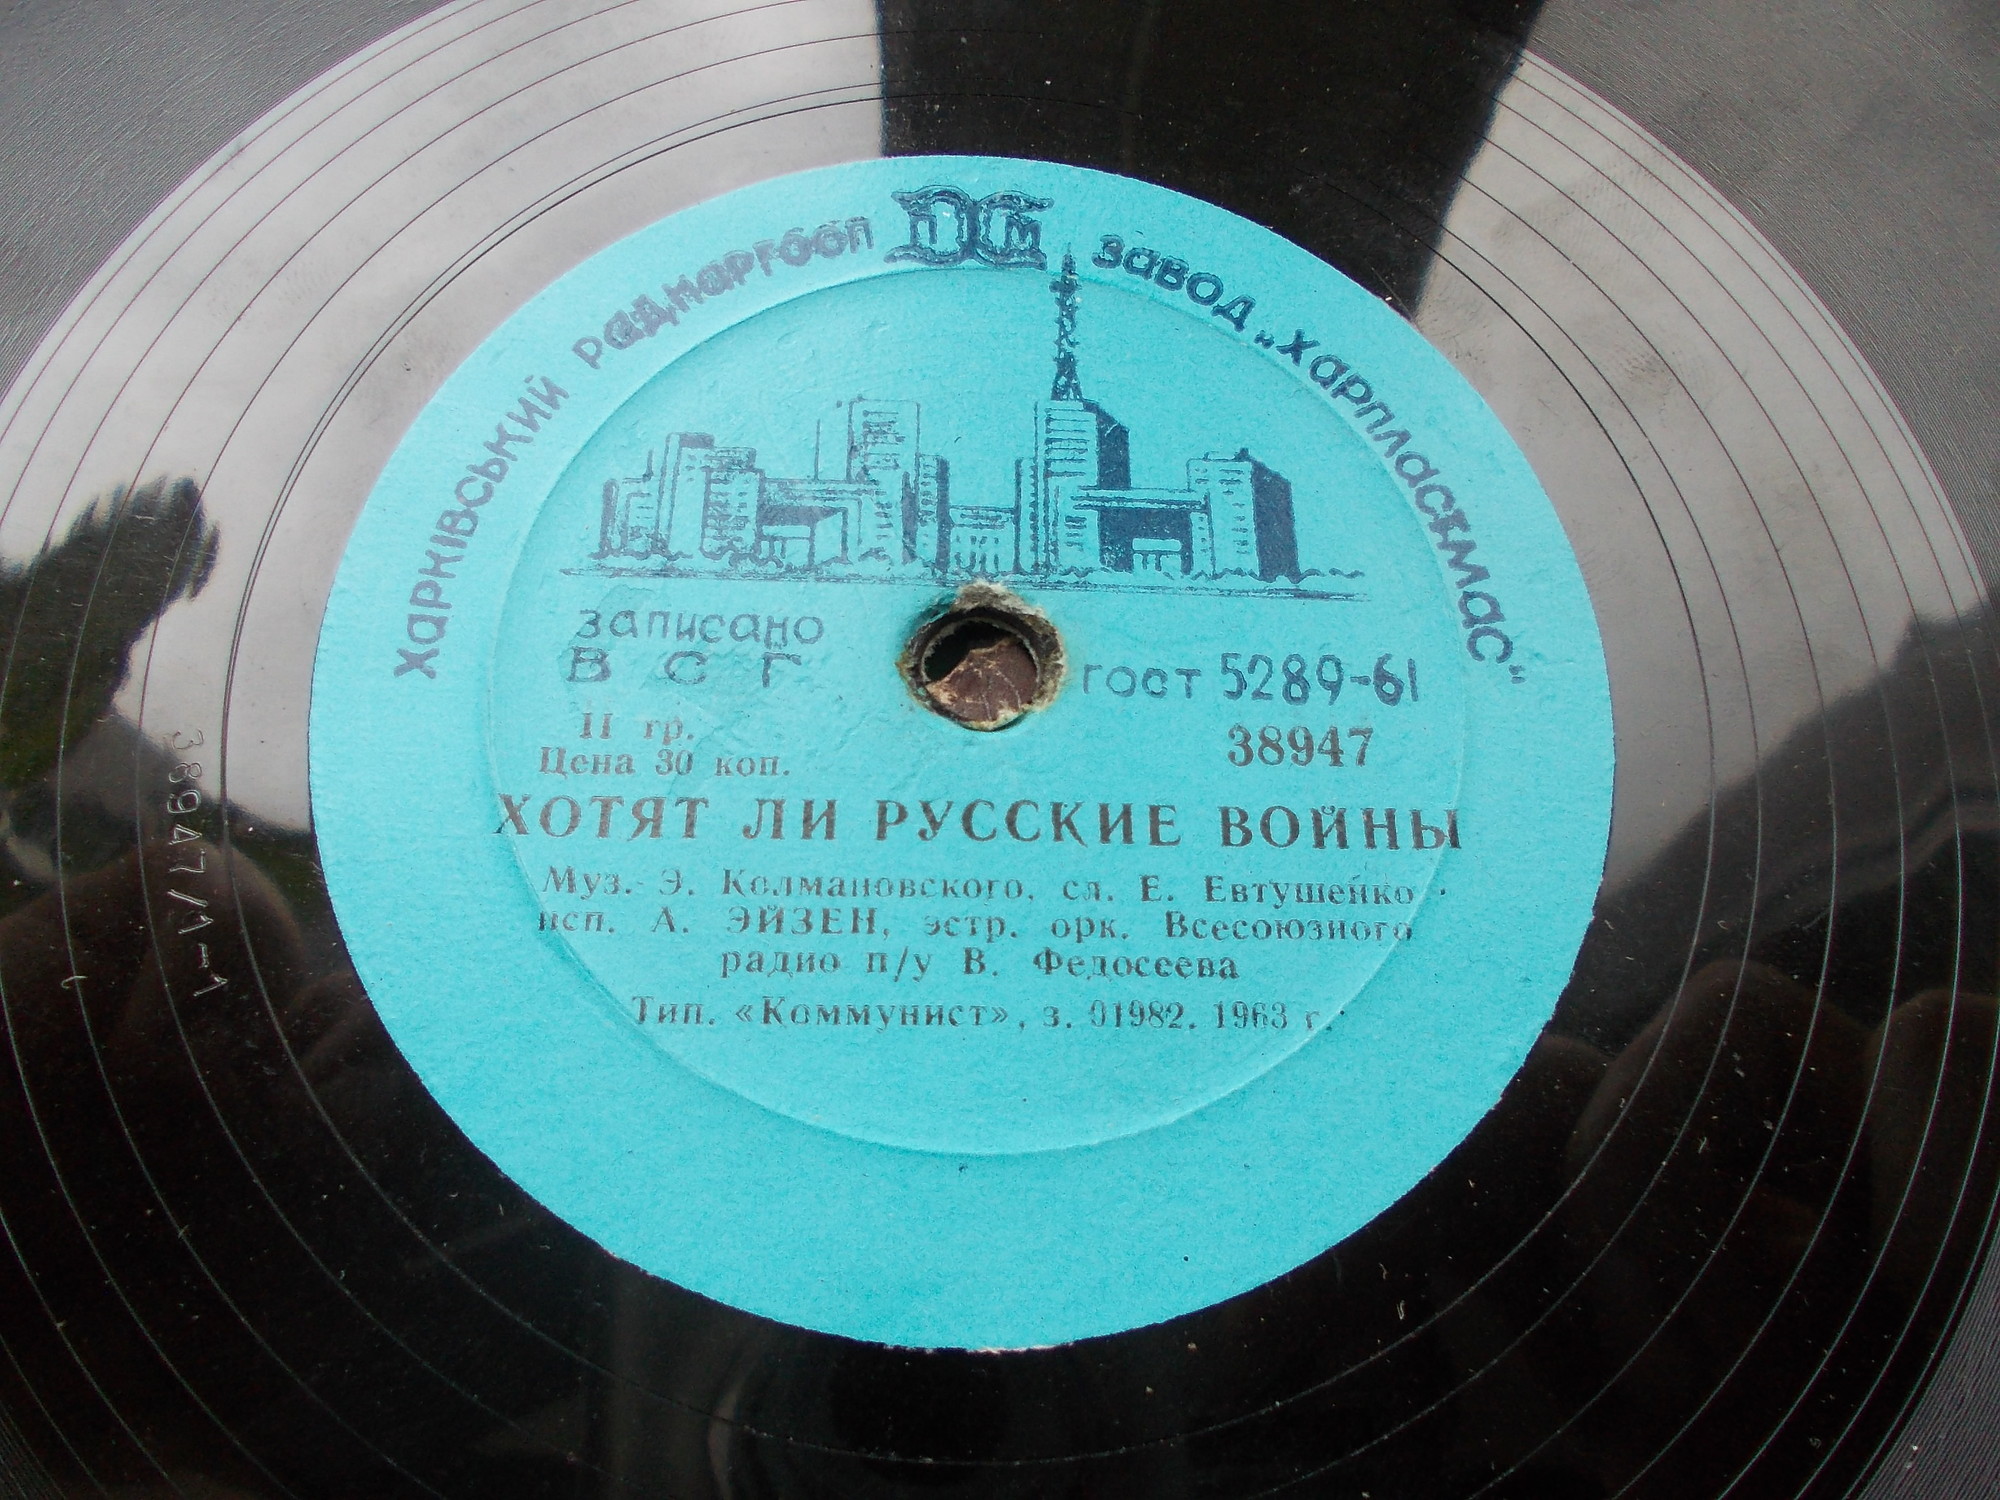 Харківський раднаргосп
завод „Харпластмас“
записано
В С Г
гост 5289-61
II гр.
38947
Цена 30 коп.
ХОТЯТ ЛИ РУССКИЕ ВОЙНЫ
Муз. Э. Колмановского, сл. Е. Евтушенко
исп. А. ЭЙЗЕН, эстр. орк. Всесоюзного
радио п/у В. Федосеева
Тип. «Коммунист», з. 01982. 1963 г.
38947/1-1